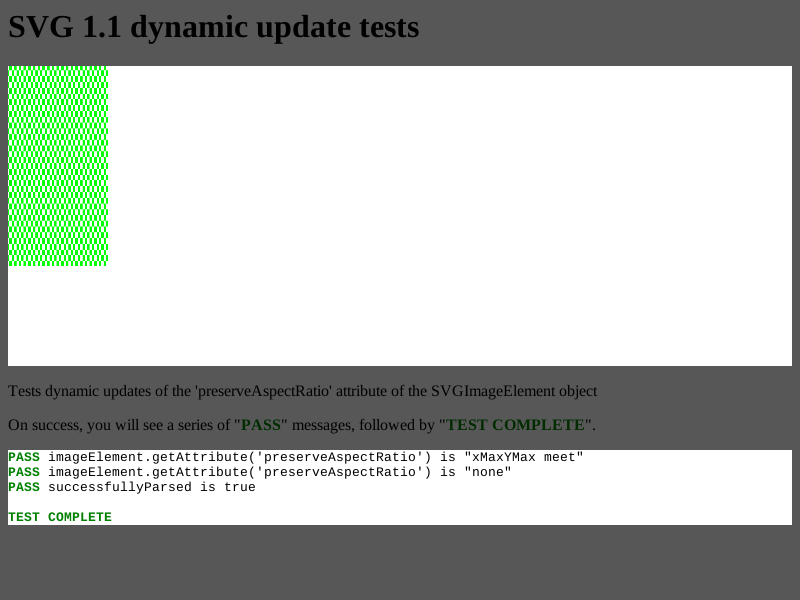 SVG 1.1 dynamic update tests
Tests dynamic updates of the 'preserveAspectRatio' attribute of the SVGImageElement object
On success, you will see a series of "PASS" messages, followed by "TEST COMPLETE".
PASS imageElement.getAttribute('preserveAspectRatio') is "xMaxYMax meet"
PASS imageElement.getAttribute('preserveAspectRatio') is "none"
PASS successfullyParsed is true
TEST COMPLETE